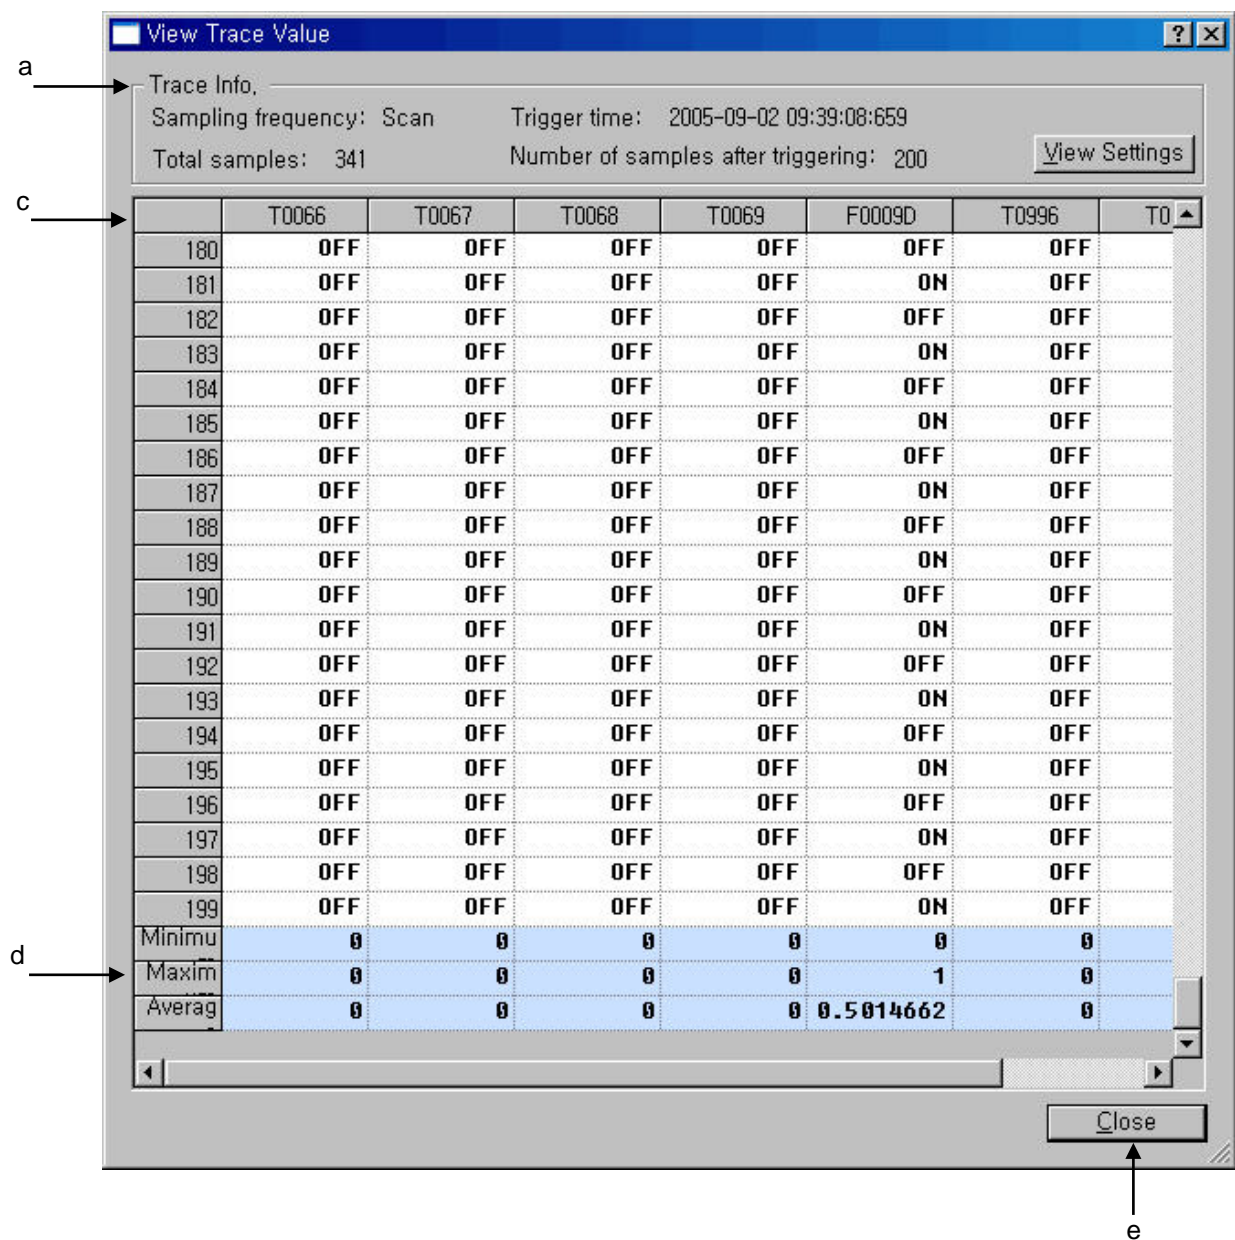 View Trace Value
a
Trace Info,
Sampling frequency: Scan Trigger time: 2005-09-02 09:39:08:659
Total samples: 341 Number of samples after triggering: 200 View Settings
c
T0066 T0067 T0068 T0069 F0009D T0996 T0
180 OFF OFF OFF OFF OFF OFF
181 OFF OFF OFF OFF ON OFF
182 OFF OFF OFF OFF OFF OFF
183 OFF OFF OFF OFF ON OFF
184 OFF OFF OFF OFF OFF OFF
185 OFF OFF OFF OFF ON OFF
186 OFF OFF OFF OFF OFF OFF
187 OFF OFF OFF OFF ON OFF
188 OFF OFF OFF OFF OFF OFF
189 OFF OFF OFF OFF ON OFF
190 OFF OFF OFF OFF OFF OFF
191 OFF OFF OFF OFF ON OFF
192 OFF OFF OFF OFF OFF OFF
193 OFF OFF OFF OFF ON OFF
194 OFF OFF OFF OFF OFF OFF
195 OFF OFF OFF OFF ON OFF
196 OFF OFF OFF OFF OFF OFF
197 OFF OFF OFF OFF ON OFF
198 OFF OFF OFF OFF OFF OFF
199 OFF OFF OFF OFF ON OFF
Minimu 0 0 0 0 0 0
d
Maxim 0 0 0 0 1 0
Averag 0 0 0 0 0.5014662 0
Close
e